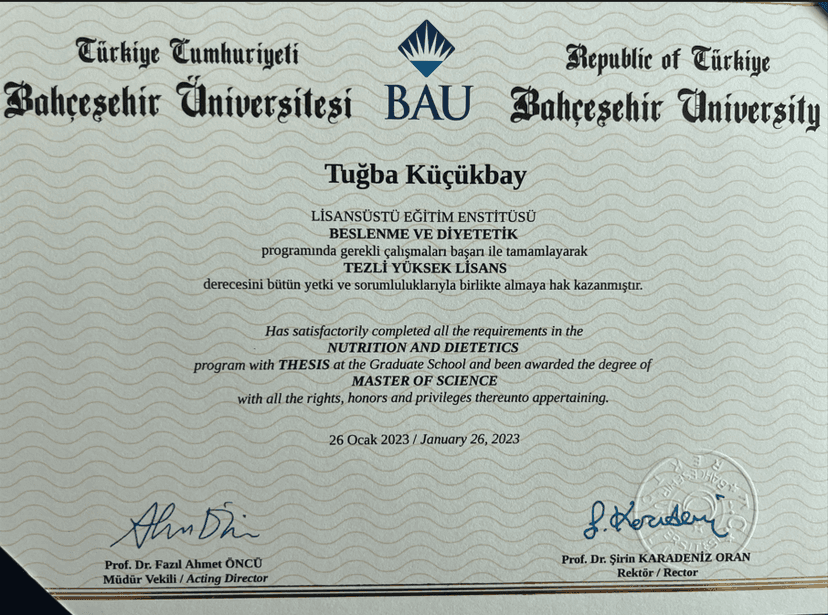 Türkiye Cumhuriyeti
Bahçeşehir Üniversitesi
BAU
Republic of Türkiye
Bahçeşehir University
Tuğba Küçükbay
LİSANSÜSTÜ EĞİTİM ENSTİTÜSÜ
BESLENME VE DİYETETİK
programında gerekli çalışmaları başarı ile tamamlayarak
TEZLİ YÜKSEK LİSANS
derecesini bütün yetki ve sorumluluklarıyla birlikte almaya hak kazanmıştır.
Has satisfactorily completed all the requirements in the
NUTRITION AND DIETETICS
program with THESIS at the Graduate School and been awarded the degree of
MASTER OF SCIENCE
with all the rights, honors and privileges thereunto appertaining.
26 Ocak 2023 / January 26, 2023
Prof. Dr. Fazıl Ahmet ÖNCÜ
Müdür Vekili / Acting Director
Prof. Dr. Şirin KARADENİZ ORAN
Rektör / Rector